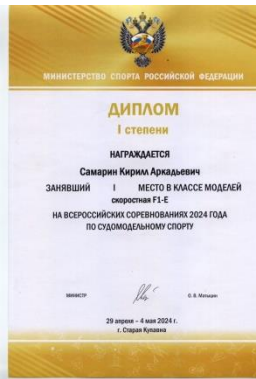 МИНИСТЕРСТВО СПОРТА РОССИЙСКОЙ ФЕДЕРАЦИИ
ДИПЛОМ
I степени
НАГРАЖДАЕТСЯ
Самарин Кирилл Аркадьевич
ЗАНЯВШИЙ I МЕСТО В КЛАССЕ МОДЕЛЕЙ
скоростная F1-E
НА ВСЕРОССИЙСКИХ СОРЕВНОВАНИЯХ 2024 ГОДА
ПО СУДОМОДЕЛЬНОМУ СПОРТУ
МИНИСТР О. В. Матыцин
29 апреля – 4 мая 2024 г.
г. Старая Купавна